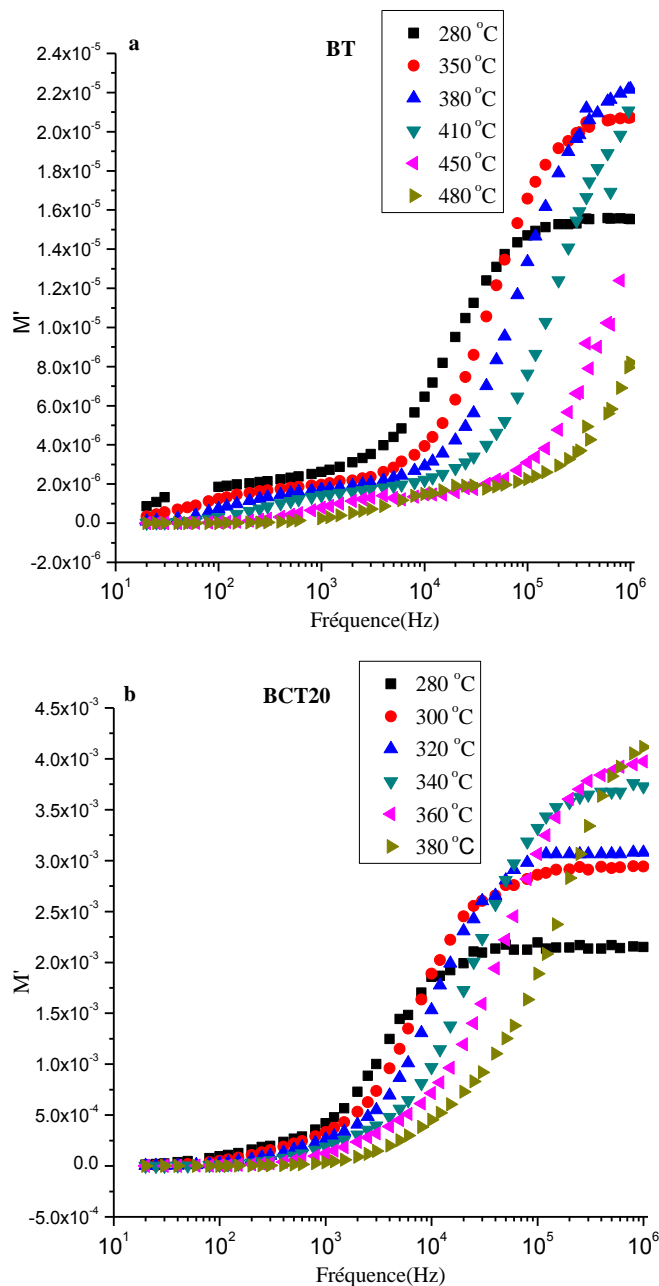 a
BT
280 °C
350 °C
380 °C
410 °C
450 °C
480 °C
2.4x10⁻⁵
2.2x10⁻⁵
2.0x10⁻⁵
1.8x10⁻⁵
1.6x10⁻⁵
1.4x10⁻⁵
1.2x10⁻⁵
1.0x10⁻⁵
8.0x10⁻⁶
6.0x10⁻⁶
4.0x10⁻⁶
2.0x10⁻⁶
0.0
-2.0x10⁻⁶
M'
10¹ 10² 10³ 10⁴ 10⁵ 10⁶
Fréquence(Hz)
b
BCT20
280 °C
300 °C
320 °C
340 °C
360 °C
380 °C
4.5x10⁻³
4.0x10⁻³
3.5x10⁻³
3.0x10⁻³
2.5x10⁻³
2.0x10⁻³
1.5x10⁻³
1.0x10⁻³
5.0x10⁻⁴
0.0
-5.0x10⁻⁴
M'
10¹ 10² 10³ 10⁴ 10⁵ 10⁶
Fréquence(Hz)